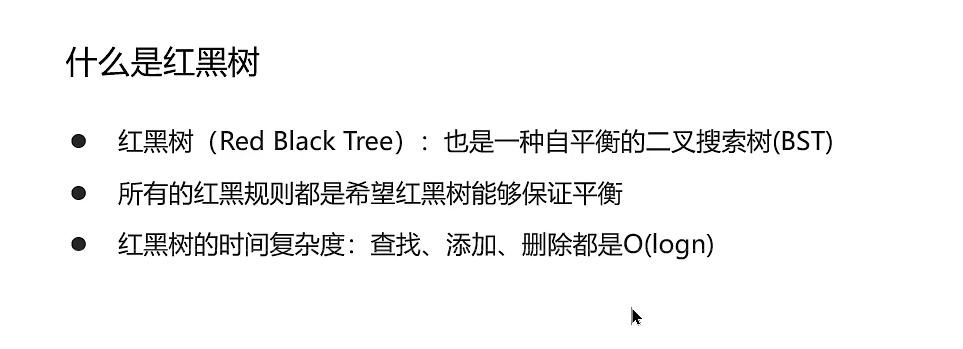 什么是红黑树
● 红黑树（Red Black Tree）：也是一种自平衡的二叉搜索树(BST)
● 所有的红黑规则都是希望红黑树能够保证平衡
● 红黑树的时间复杂度：查找、添加、删除都是O(logn)